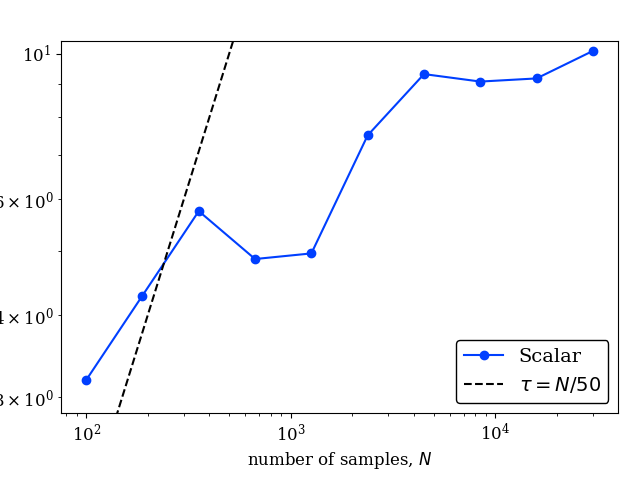 10¹
6 × 10⁰
4 × 10⁰
3 × 10⁰
10² 10³ 10⁴
number of samples, N
Scalar
τ = N/50